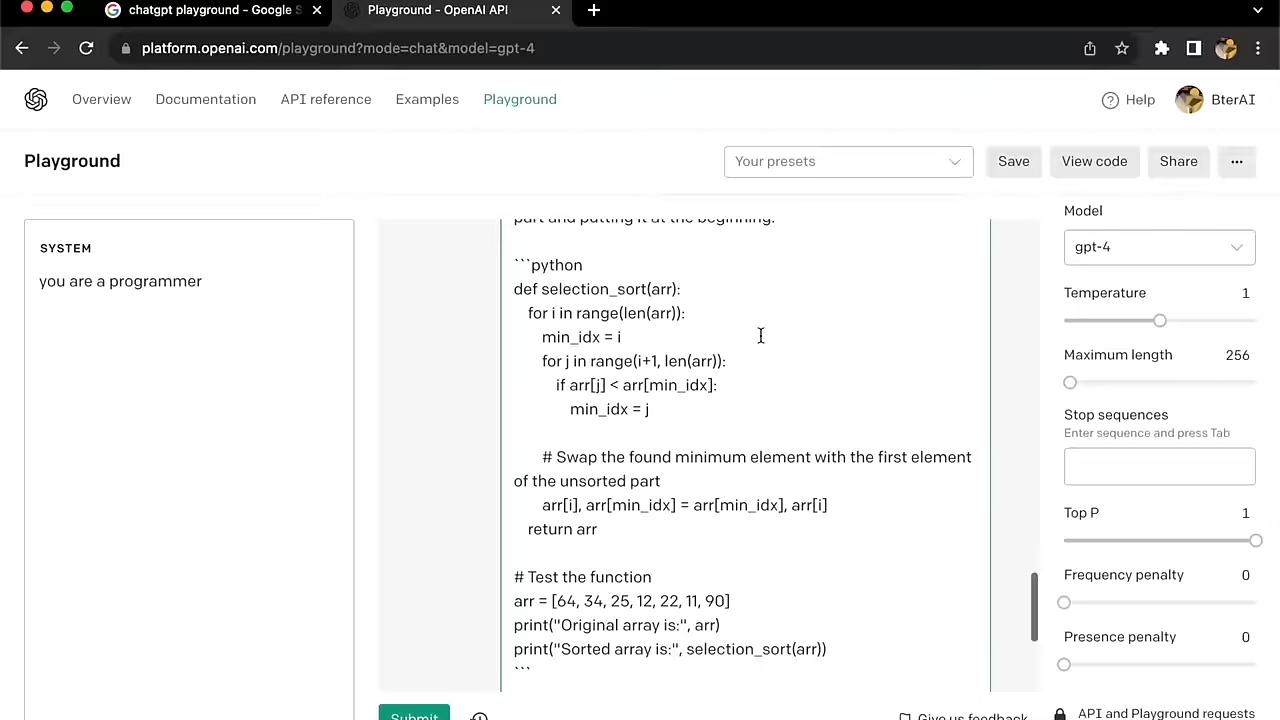 chatgpt playground - Google S
Playground - OpenAI API
platform.openai.com/playground?mode=chat&model=gpt-4
Overview
Documentation
API reference
Examples
Playground
Help
BterAI
Playground
Your presets
Save
View code
Share
SYSTEM
you are a programmer
part and putting it at the beginning.
```python
def selection_sort(arr):
for i in range(len(arr)):
min_idx = i
for j in range(i+1, len(arr)):
if arr[j] < arr[min_idx]:
min_idx = j
# Swap the found minimum element with the first element
of the unsorted part
arr[i], arr[min_idx] = arr[min_idx], arr[i]
return arr
# Test the function
arr = [64, 34, 25, 12, 22, 11, 90]
print("Original array is:", arr)
print("Sorted array is:", selection_sort(arr))
```
Model
gpt-4
Temperature 1
Maximum length 256
Stop sequences
Enter sequence and press Tab
Top P 1
Frequency penalty 0
Presence penalty 0
Submit
Give us feedback
API and Playground requests